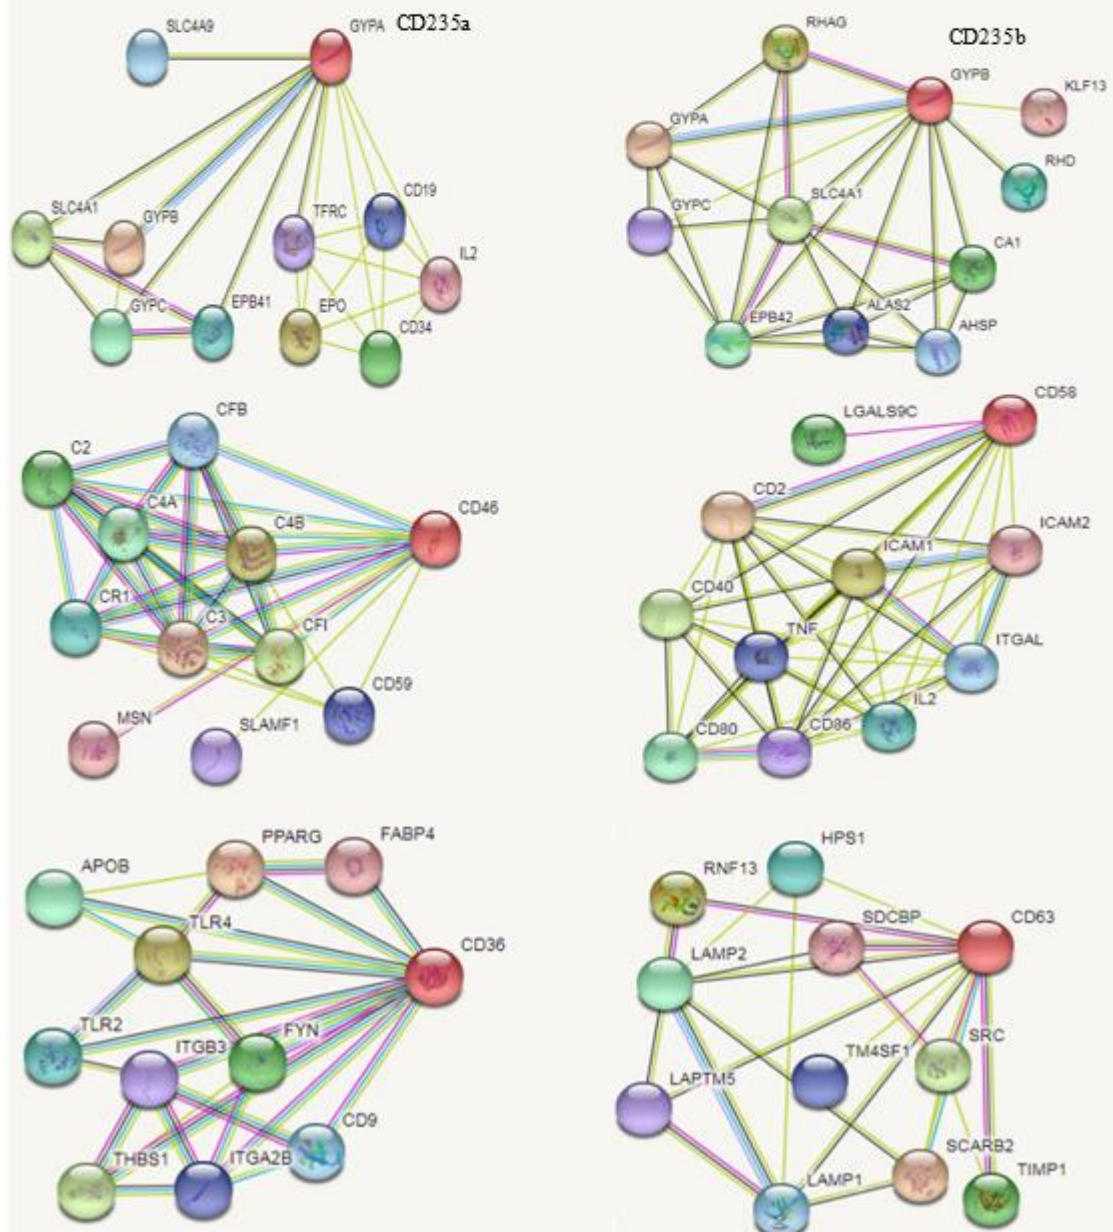 SLC4A9
GYPA
CD235a
SLC4A1
GYPB
TFRC
CD19
IL2
GYPC
EPB41
EPO
CD34
RHAG
CD235b
GYPB
KLF13
GYPA
RHD
GYPC
SLC4A1
CA1
EPB42
ALAS2
AHSP
CFB
C2
C4A
C4B
CD46
CR1
C3
CFI
CD59
MSN
SLAMF1
CD58
LGALS9C
CD2
ICAM2
ICAM1
CD40
TNF
ITGAL
IL2
CD80
CD86
PPARG
FABP4
APOB
TLR4
CD36
TLR2
ITGB3
FYN
CD9
THBS1
ITGA2B
HPS1
RNF13
SDCBP
CD63
LAMP2
TM4SF1
SRC
LAPTM5
SCARB2
LAMP1
TIMP1